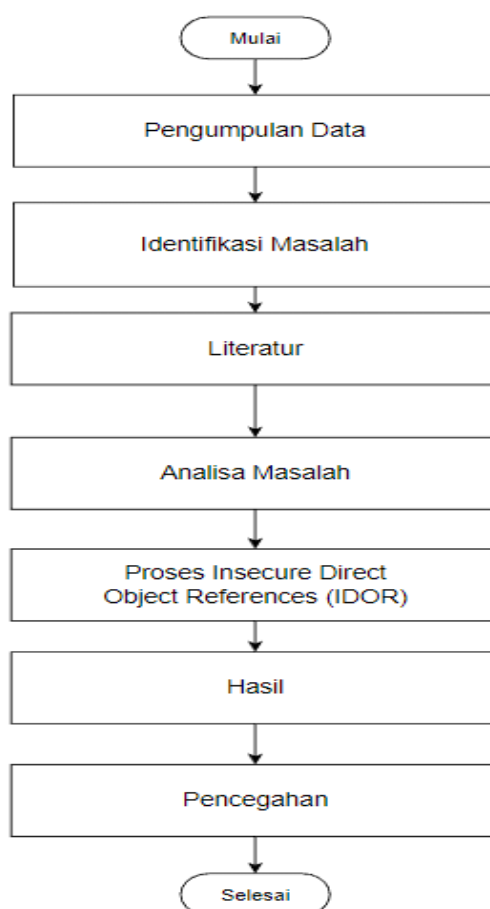 Mulai
Pengumpulan Data
Identifikasi Masalah
Literatur
Analisa Masalah
Proses Insecure Direct
Object References (IDOR)
Hasil
Pencegahan
Selesai